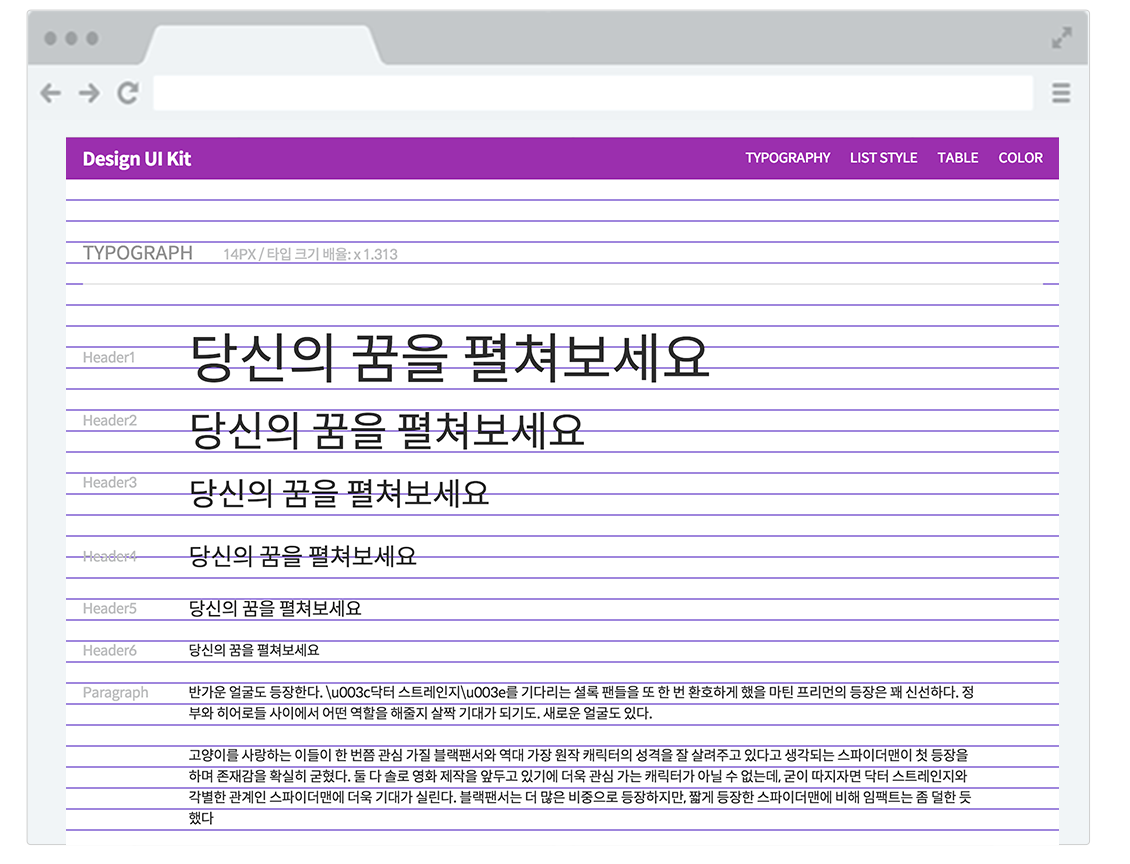 Design UI Kit TYPOGRAPHY LIST STYLE TABLE COLOR
TYPOGRAPH 14PX / 타입 크기 배율: x 1.313
Header1 당신의 꿈을 펼쳐보세요
Header2 당신의 꿈을 펼쳐보세요
Header3 당신의 꿈을 펼쳐보세요
Header4 당신의 꿈을 펼쳐보세요
Header5 당신의 꿈을 펼쳐보세요
Header6 당신의 꿈을 펼쳐보세요
Paragraph 반가운 얼굴도 등장한다. \u003c닥터 스트레인지\u003e를 기다리는 셜록 팬들을 또 한 번 환호하게 했을 마틴 프리먼의 등장은 꽤 신선하다. 정
부와 히어로들 사이에서 어떤 역할을 해줄지 살짝 기대가 되기도. 새로운 얼굴도 있다.
고양이를 사랑하는 이들이 한 번쯤 관심 가질 블랙팬서와 역대 가장 원작 캐릭터의 성격을 잘 살려주고 있다고 생각되는 스파이더맨이 첫 등장을
하며 존재감을 확실히 굳혔다. 둘 다 솔로 영화 제작을 앞두고 있기에 더욱 관심 가는 캐릭터가 아닐 수 없는데, 굳이 따지자면 닥터 스트레인지와
각별한 관계인 스파이더맨에 더욱 기대가 실린다. 블랙팬서는 더 많은 비중으로 등장하지만, 짧게 등장한 스파이더맨에 비해 임팩트는 좀 덜한 듯
했다